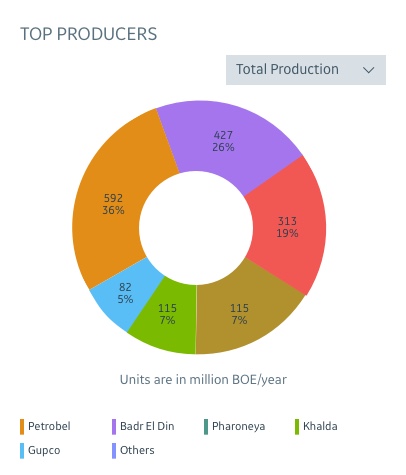 TOP PRODUCERS
Total Production
427
26%
592
36%
313
19%
82
5%
115
7%
115
7%
Units are in million BOE/year
Petrobel Badr El Din Pharoneya Khalda
Gupco Others